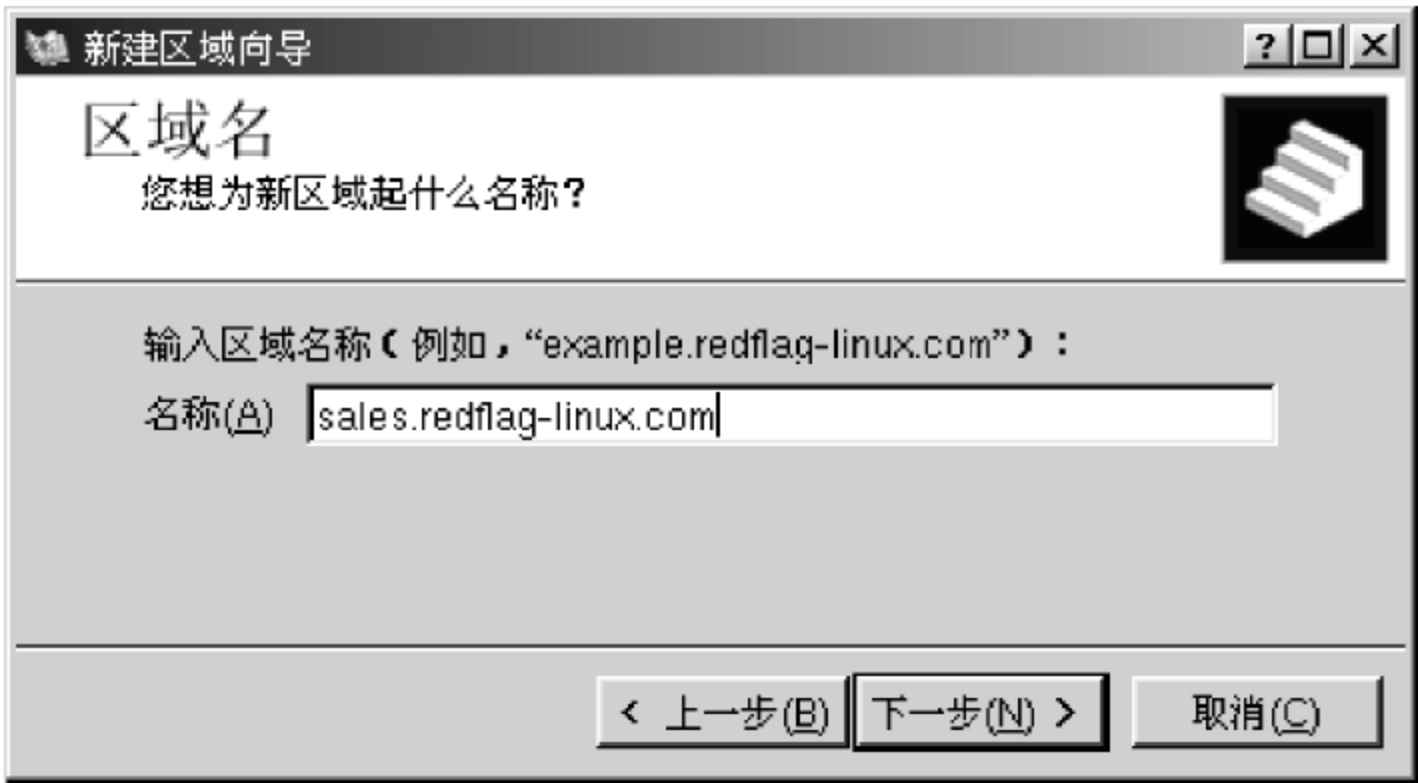 新建区域向导
区域名
您想为新区域起什么名称?
输入区域名称(例如,“example.redflag-linux.com”):
名称(A) sales.redflag-linux.com
< 上一步(B) 下一步(N) > 取消(C)